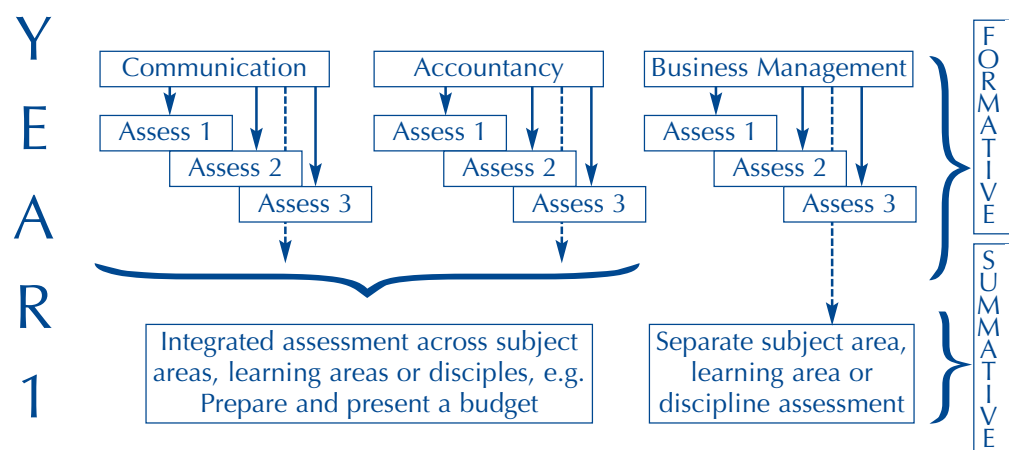 YEAR 1
Communication
Accountancy
Business Management
Assess 1
Assess 2
Assess 3
Assess 1
Assess 2
Assess 3
Assess 1
Assess 2
Assess 3
Integrated assessment across subject
areas, learning areas or disciples, e.g.
Prepare and present a budget
Separate subject area,
learning area or
discipline assessment
FORMATIVE
SUMMATIVE